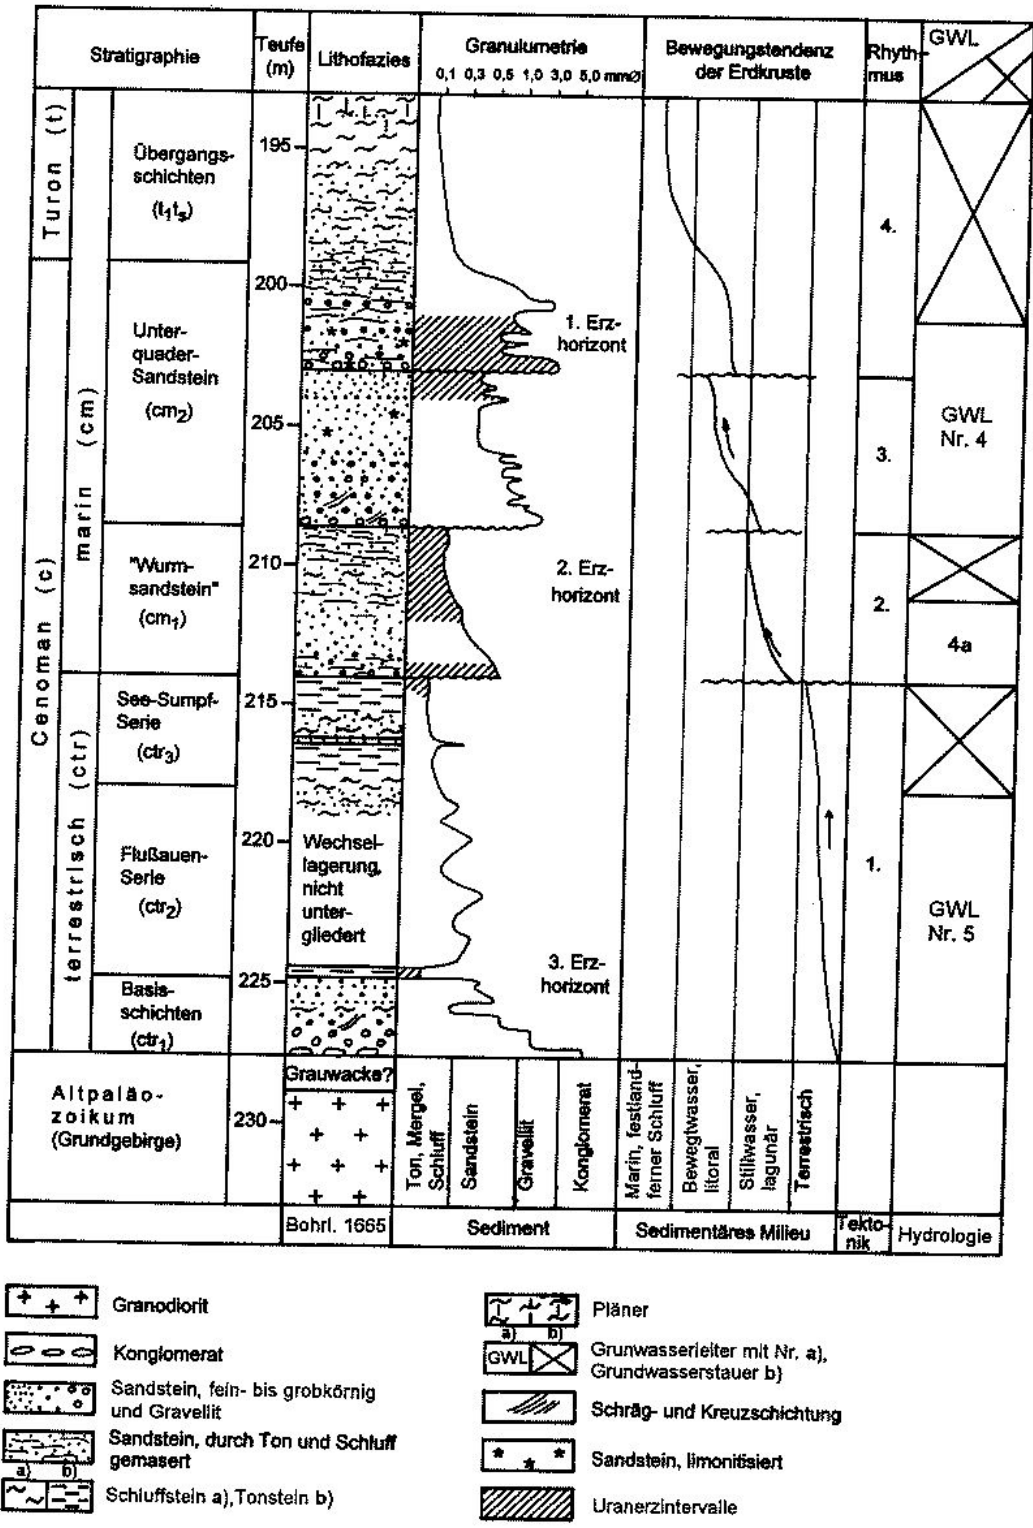 Stratigraphie
Teufe
(m)
Lithofazies
Granulumetrie
0,1 0,3 0,5 1,0 3,0 5,0 mmØ
Bewegungstendenz
der Erdkruste
Rhyth-
mus
GWL
Turon (t)
Cenoman (c)
marin (cm)
terrestrisch (ctr)
Übergangs-
schichten
(t₁tₛ)
Unter-
quader-
Sandstein
(cm₂)
"Wurm-
sandstein"
(cm₁)
See-Sumpf-
Serie
(ctr₃)
Flußauen-
Serie
(ctr₂)
Basis-
schichten
(ctr₁)
Altpaläo-
zoikum
(Grundgebirge)
195
200
205
210
215
220
225
230
Wechsel-
lagerung,
nicht
unter-
gliedert
Grauwacke?
1. Erz-
horizont
2. Erz-
horizont
3. Erz-
horizont
4.
3.
2.
1.
GWL
Nr. 4
4a
GWL
Nr. 5
Ton, Mergel,
Schluff
Sandstein
Gravelllit
Konglomerat
Marin, festland-
ferner Schluff
Bewegtwasser,
litoral
Stillwasser,
lagunär
Terrestrisch
Bohrl. 1665
Sediment
Sedimentäres Milieu
Tekto-
nik
Hydrologie
Granodiorit
Konglomerat
Sandstein, fein- bis grobkörnig
und Gravellit
Sandstein, durch Ton und Schluff
gemasert
a) b)
Schluffstein a),Tonstein b)
Pläner
a) b)
GWL
Grunwasserleiter mit Nr. a),
Grundwasserstauer b)
Schräg- und Kreuzschichtung
Sandstein, limonitisiert
Uranerzintervalle